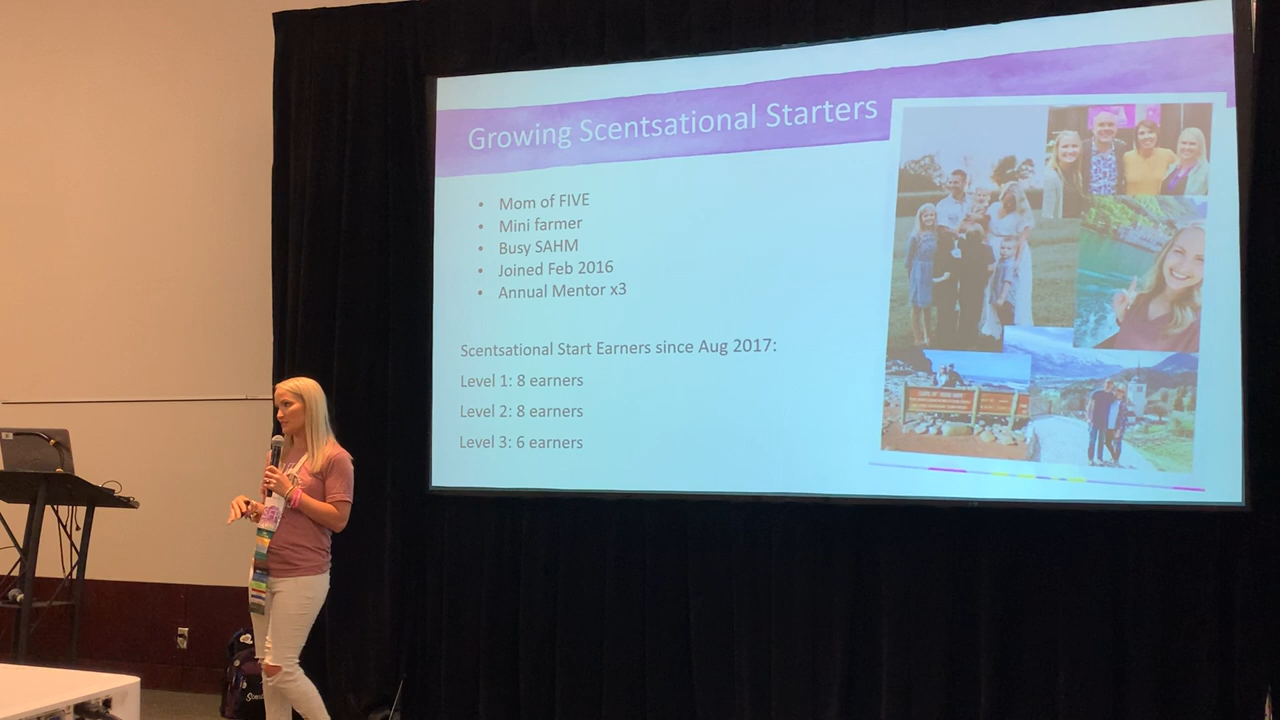 Growing Scentsational Starters
• Mom of FIVE
• Mini farmer
• Busy SAHM
• Joined Feb 2016
• Annual Mentor x3
Scentsational Start Earners since Aug 2017:
Level 1: 8 earners
Level 2: 8 earners
Level 3: 6 earners